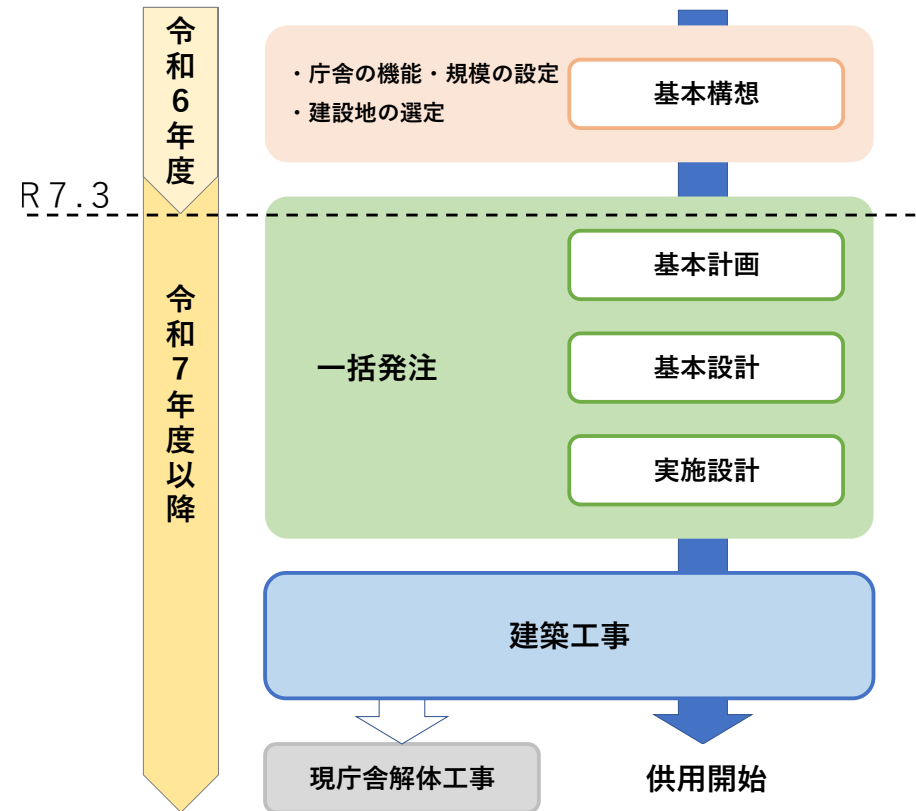 令和6年度
・庁舎の機能・規模の設定
・建設地の選定
基本構想
R7.3
令和7年度以降
一括発注
基本計画
基本設計
実施設計
建築工事
現庁舎解体工事
供用開始